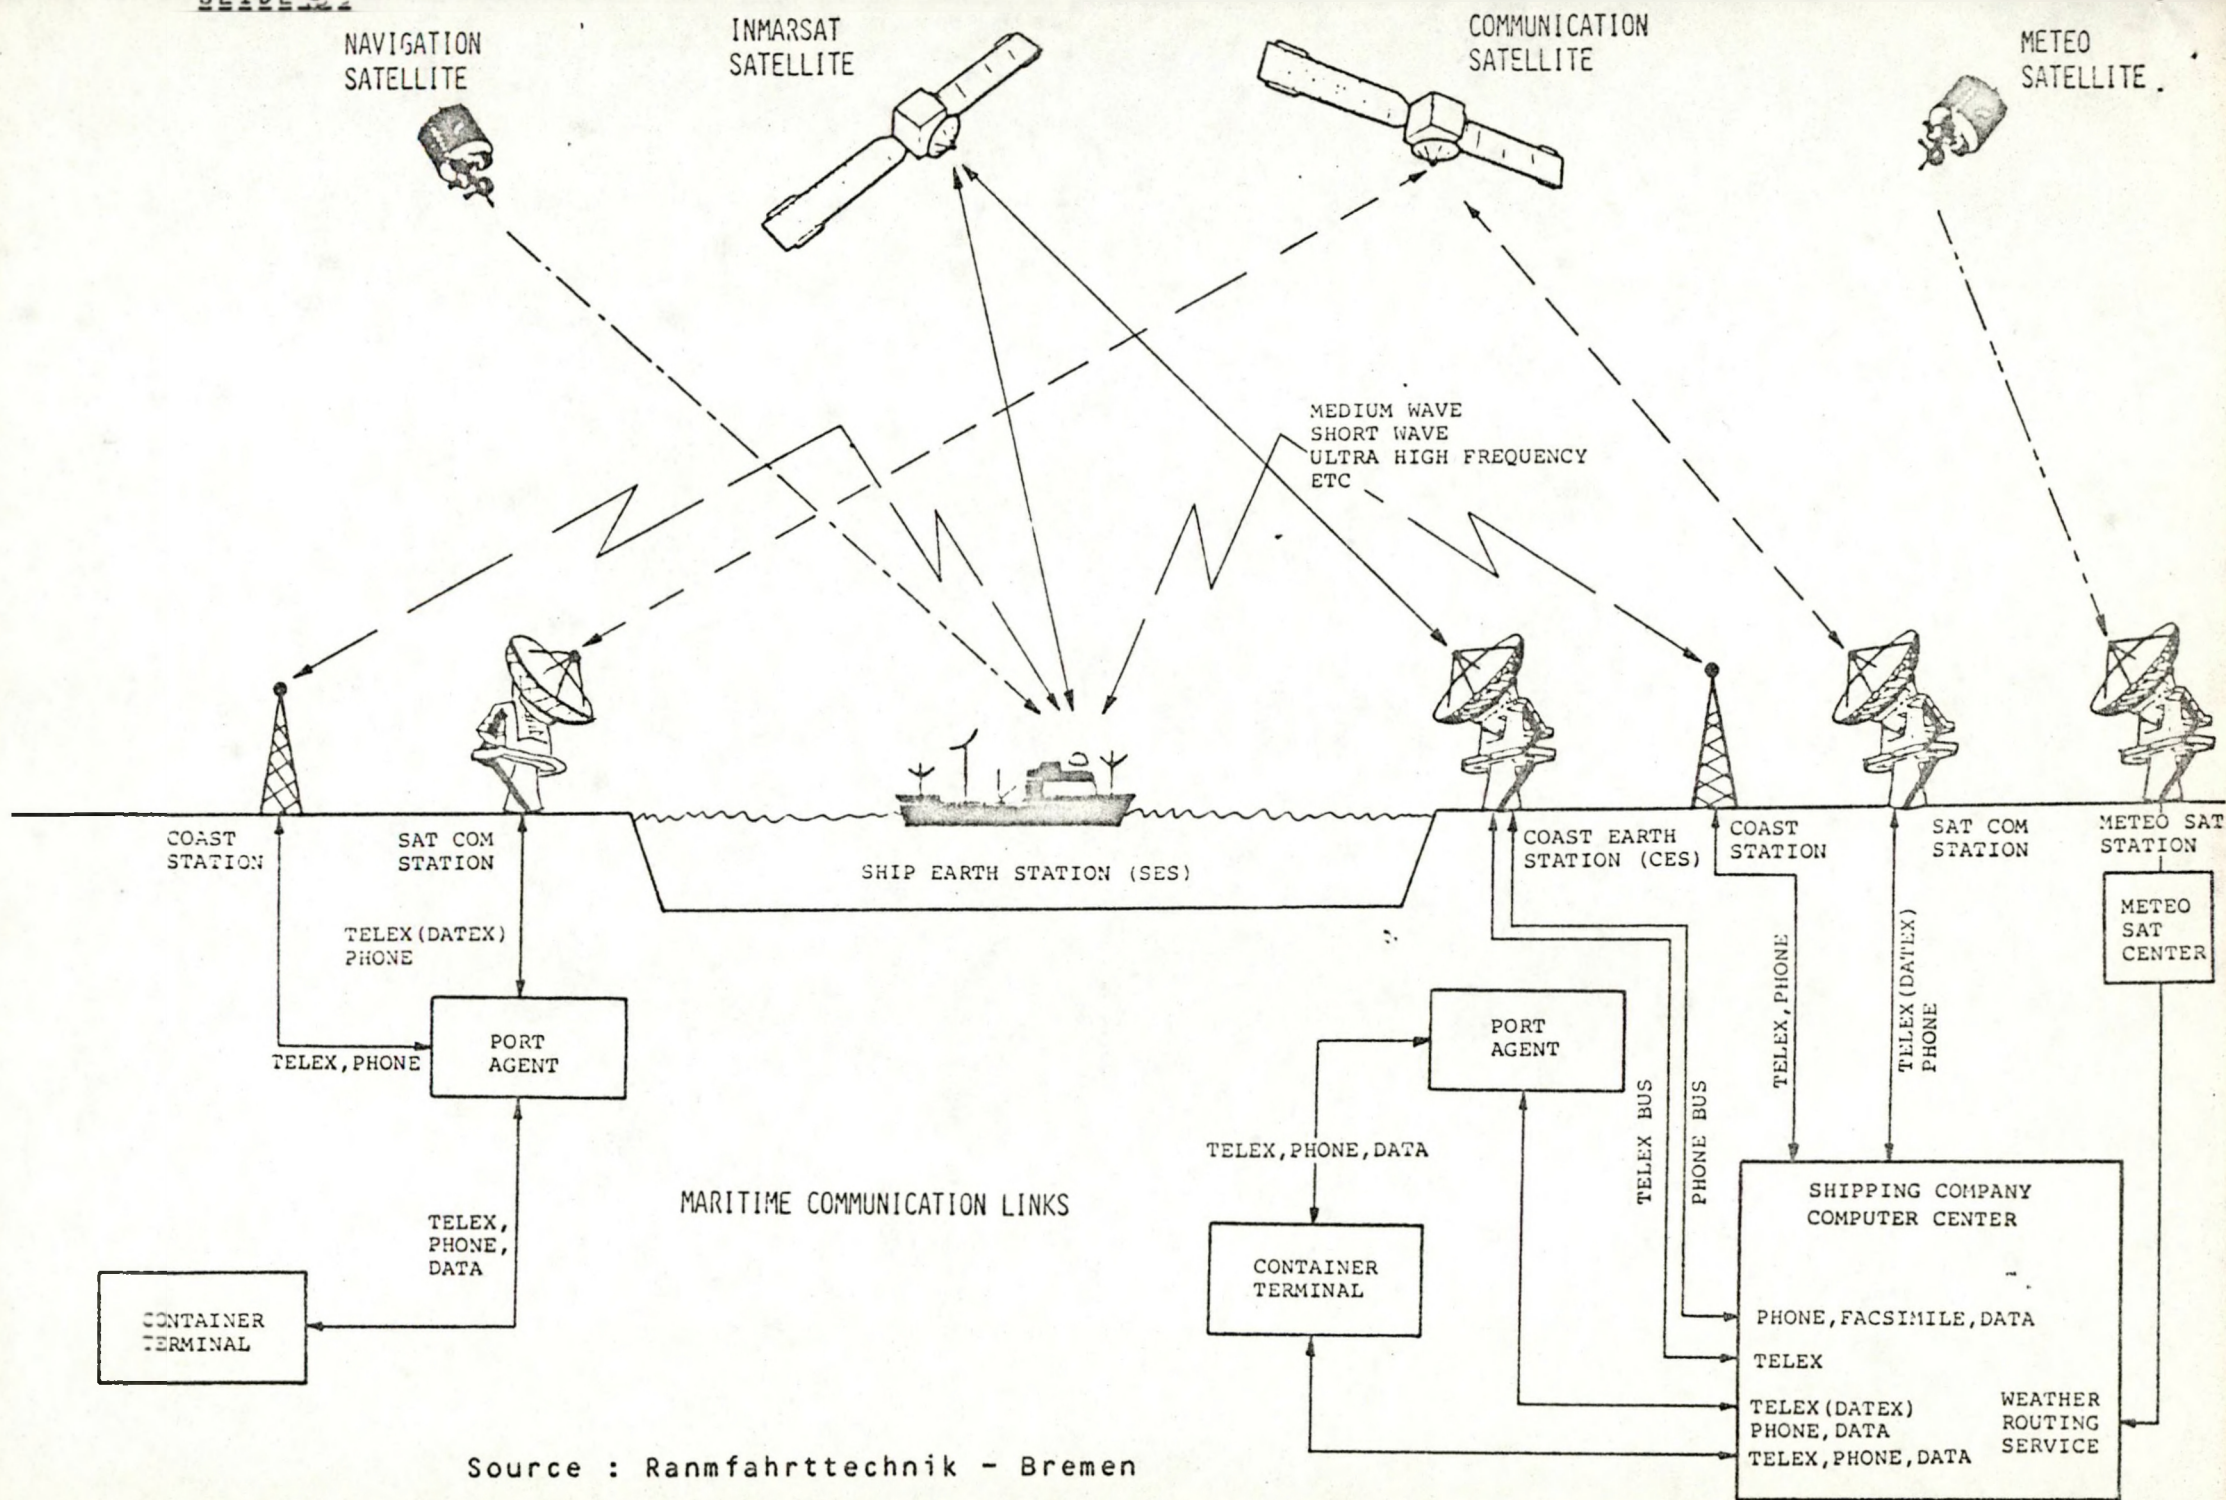 NAVIGATION
SATELLITE
INMARSAT
SATELLITE
COMMUNICATION
SATELLITE
METEO
SATELLITE.
MEDIUM WAVE
SHORT WAVE
ULTRA HIGH FREQUENCY
ETC
COAST
STATION
SAT COM
STATION
SHIP EARTH STATION (SES)
COAST EARTH
STATION (CES)
COAST
STATION
SAT COM
STATION
METEO SAT
STATION
METEO
SAT
CENTER
TELEX(DATEX)
PHONE
TELEX,PHONE
PORT
AGENT
TELEX,
PHONE,
DATA
CONTAINER
TERMINAL
MARITIME COMMUNICATION LINKS
PORT
AGENT
TELEX,PHONE,DATA
CONTAINER
TERMINAL
TELEX BUS
PHONE BUS
TELEX,PHONE
TELEX(DATEX)
PHONE
SHIPPING COMPANY
COMPUTER CENTER
PHONE,FACSIMILE,DATA
TELEX
TELEX(DATEX)
PHONE,DATA
TELEX,PHONE,DATA
WEATHER
ROUTING
SERVICE
Source : Ranmfahrttechnik - Bremen